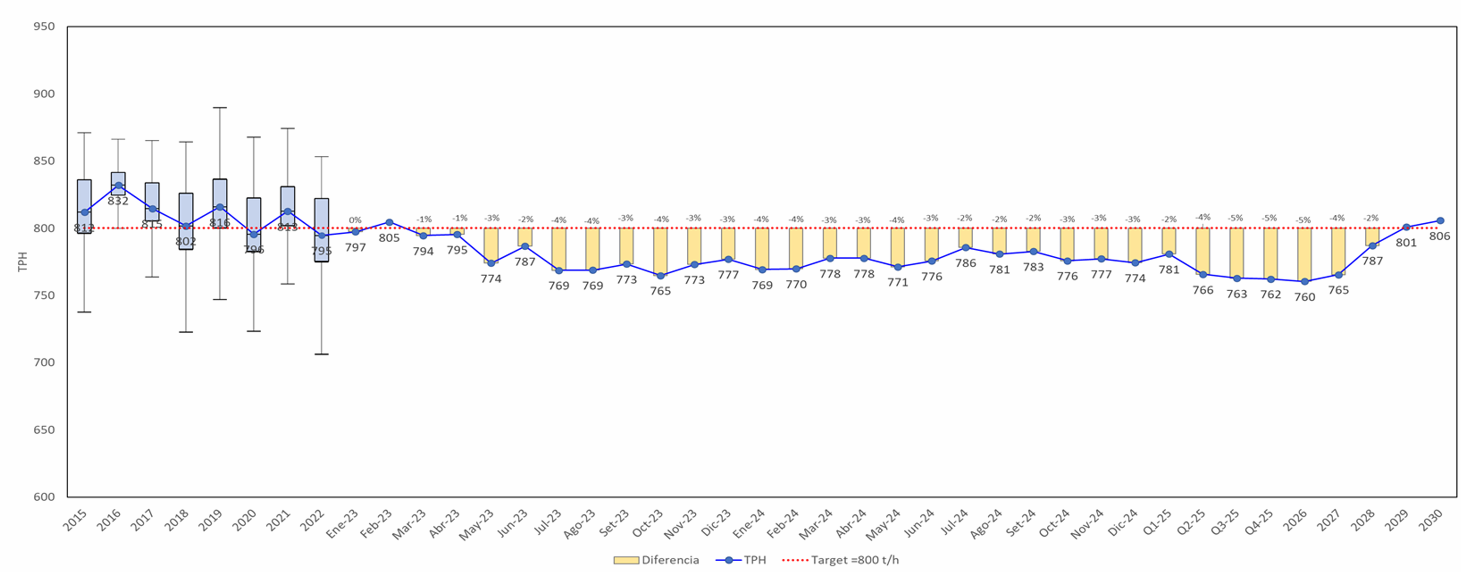 950
900
850
800
750
700
650
600
TPH
812
832
815
802
816
796
813
795
797
805
794
795
774
787
769
769
773
765
773
777
769
770
778
778
771
776
786
781
783
776
777
774
781
766
763
762
760
765
787
801
806
0%
-1%
-1%
-3%
-2%
-4%
-4%
-3%
-4%
-3%
-3%
-4%
-4%
-3%
-3%
-4%
-3%
-2%
-2%
-2%
-3%
-3%
-3%
-2%
-4%
-5%
-5%
-5%
-4%
-2%
2015
2016
2017
2018
2019
2020
2021
2022
Ene-23
Feb-23
Mar-23
Abr-23
May-23
Jun-23
Jul-23
Ago-23
Set-23
Oct-23
Nov-23
Dic-23
Ene-24
Feb-24
Mar-24
Abr-24
May-24
Jun-24
Jul-24
Ago-24
Set-24
Oct-24
Nov-24
Dic-24
Q1-25
Q2-25
Q3-25
Q4-25
2026
2027
2028
2029
2030
Diferencia
TPH
Target =800 t/h